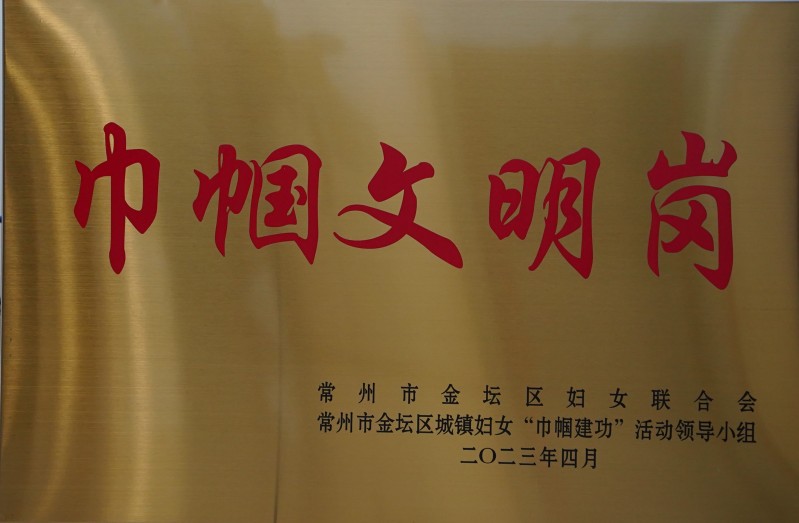 巾帼文明岗
常州市金坛区妇女联合会
常州市金坛区城镇妇女“巾帼建功”活动领导小组
二〇二三年四月